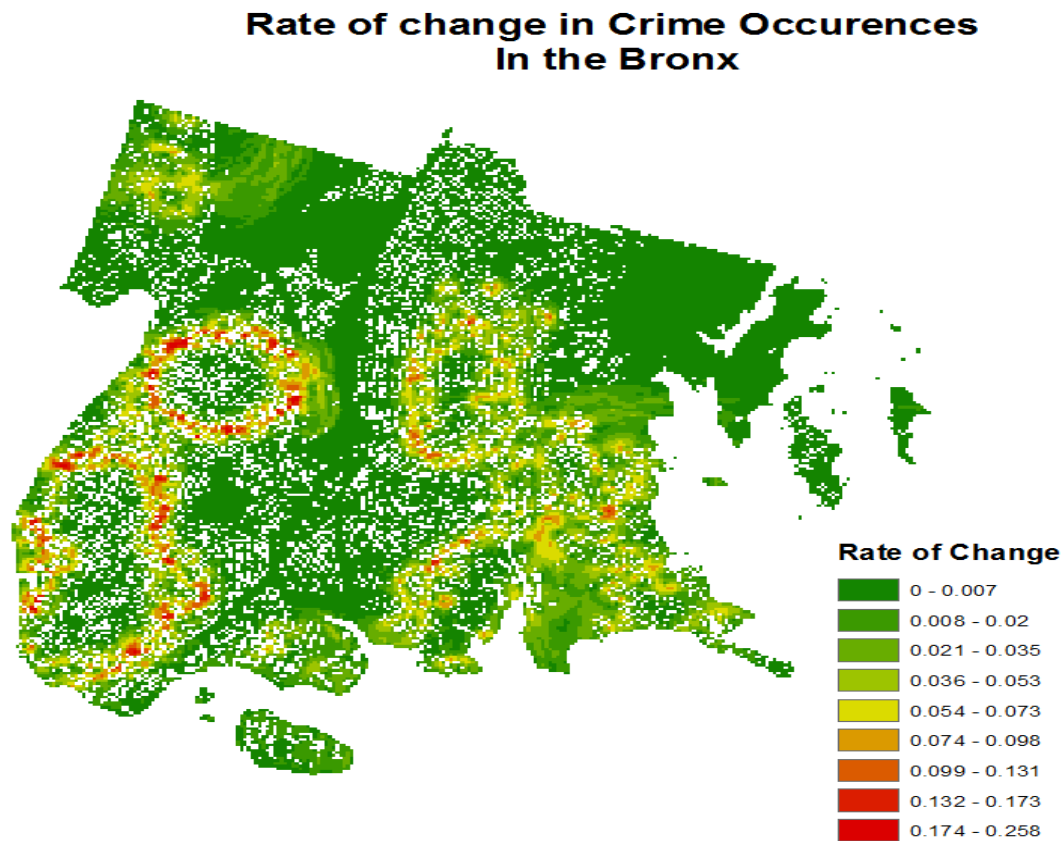 Rate of change in Crime Occurences
In the Bronx
Rate of Change
0 - 0.007
0.008 - 0.02
0.021 - 0.035
0.036 - 0.053
0.054 - 0.073
0.074 - 0.098
0.099 - 0.131
0.132 - 0.173
0.174 - 0.258